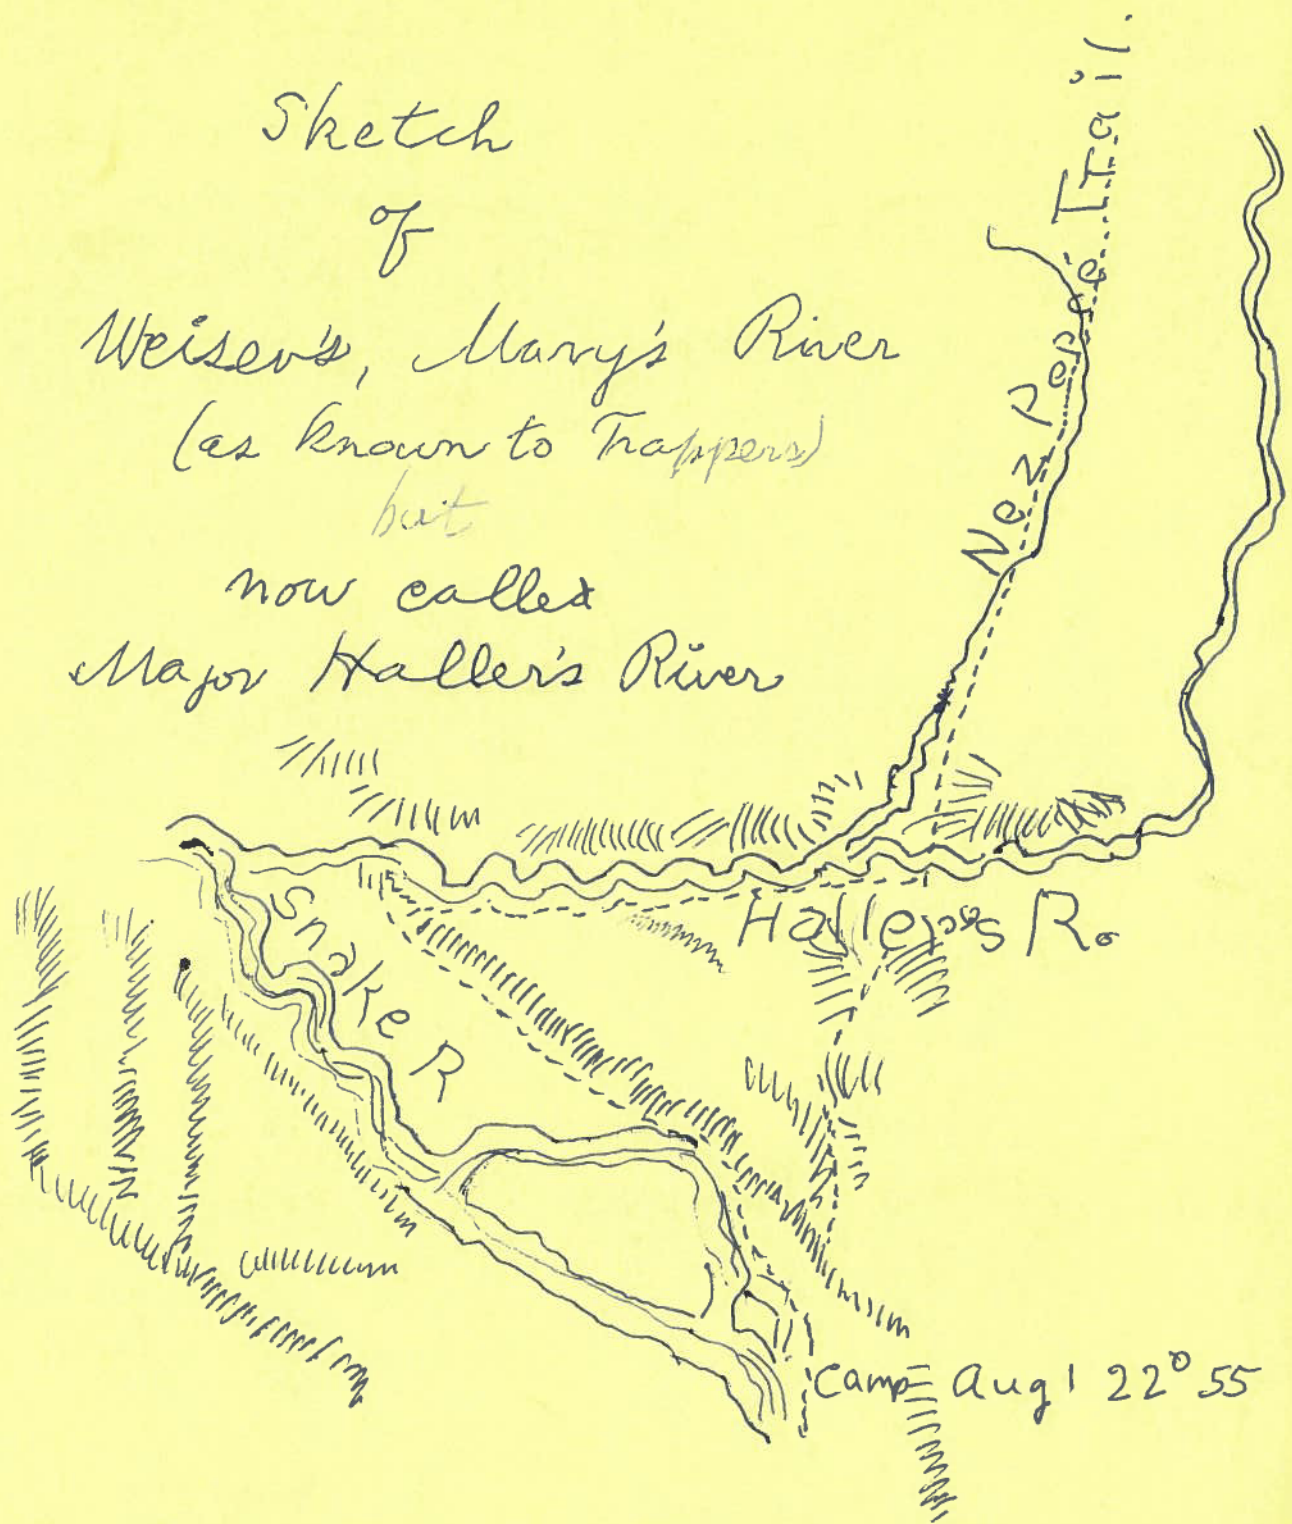 Sketch
of
Weiser's, Mary's River
(as known to Trappers)
but
now called
Major Haller's River
Nez Percé Trail.
Haller's R.
Snake R
Camp Aug 22° 55